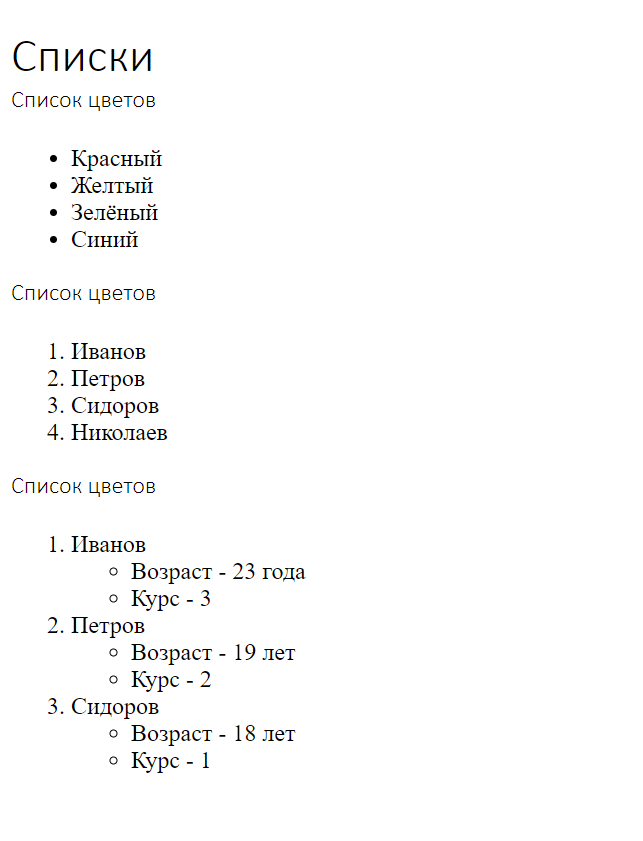 Списки
Список цветов
• Красный
• Желтый
• Зелёный
• Синий
Список цветов
1. Иванов
2. Петров
3. Сидоров
4. Николаев
Список цветов
1. Иванов
◦ Возраст - 23 года
◦ Курс - 3
2. Петров
◦ Возраст - 19 лет
◦ Курс - 2
3. Сидоров
◦ Возраст - 18 лет
◦ Курс - 1